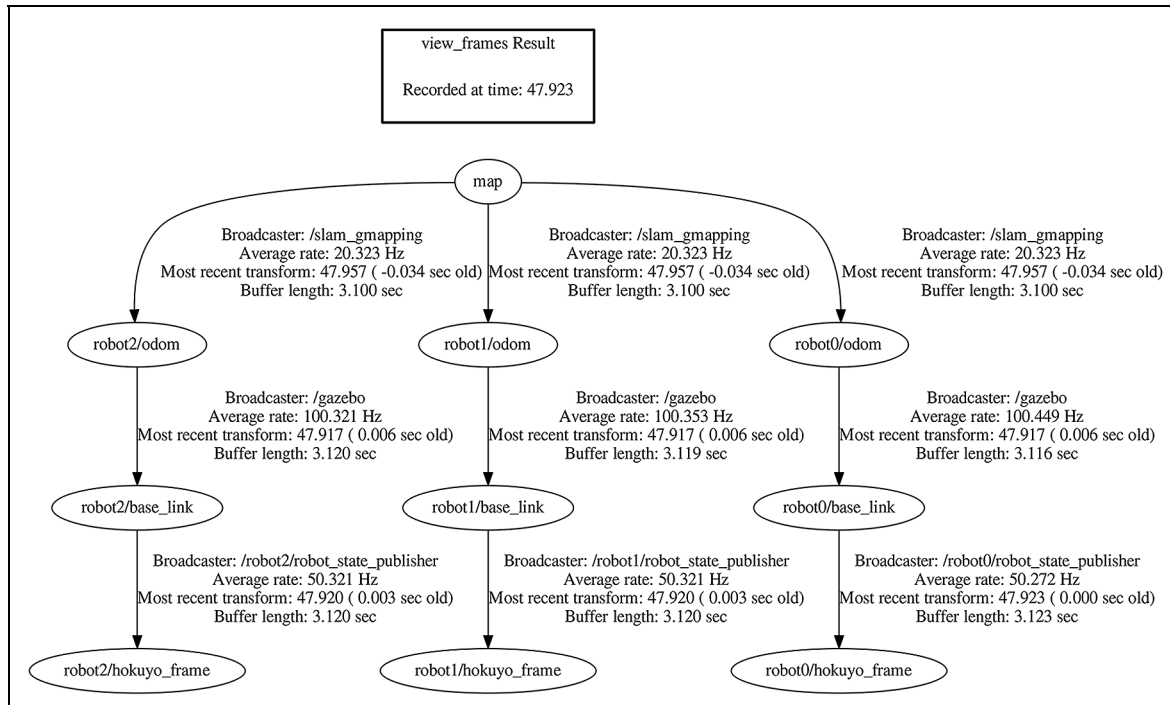 view_frames Result
Recorded at time: 47.923
map
Broadcaster: /slam_gmapping
Average rate: 20.323 Hz
Most recent transform: 47.957 ( -0.034 sec old)
Buffer length: 3.100 sec
Broadcaster: /slam_gmapping
Average rate: 20.323 Hz
Most recent transform: 47.957 ( -0.034 sec old)
Buffer length: 3.100 sec
Broadcaster: /slam_gmapping
Average rate: 20.323 Hz
Most recent transform: 47.957 ( -0.034 sec old)
Buffer length: 3.100 sec
robot2/odom
robot1/odom
robot0/odom
Broadcaster: /gazebo
Average rate: 100.321 Hz
Most recent transform: 47.917 ( 0.006 sec old)
Buffer length: 3.120 sec
Broadcaster: /gazebo
Average rate: 100.353 Hz
Most recent transform: 47.917 ( 0.006 sec old)
Buffer length: 3.119 sec
Broadcaster: /gazebo
Average rate: 100.449 Hz
Most recent transform: 47.917 ( 0.006 sec old)
Buffer length: 3.116 sec
robot2/base_link
robot1/base_link
robot0/base_link
Broadcaster: /robot2/robot_state_publisher
Average rate: 50.321 Hz
Most recent transform: 47.920 ( 0.003 sec old)
Buffer length: 3.120 sec
Broadcaster: /robot1/robot_state_publisher
Average rate: 50.321 Hz
Most recent transform: 47.920 ( 0.003 sec old)
Buffer length: 3.120 sec
Broadcaster: /robot0/robot_state_publisher
Average rate: 50.272 Hz
Most recent transform: 47.923 ( 0.000 sec old)
Buffer length: 3.123 sec
robot2/hokuyo_frame
robot1/hokuyo_frame
robot0/hokuyo_frame